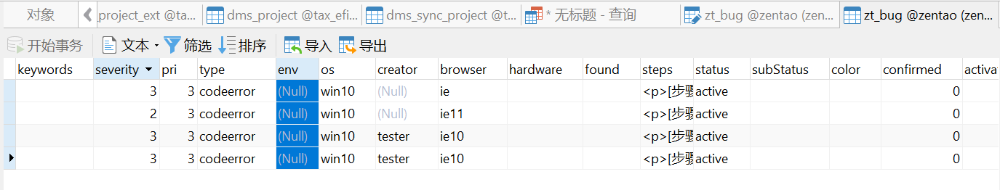 对象 _project_ext @ta... dms_project @tax_efi... dms_sync_project @t... * 无标题 - 查询 zt_bug @zentao (zen... zt_bug @zentao (zen...
开始事务 文本 筛选 排序 导入 导出
keywords severity pri type env os creator browser hardware found steps status subStatus color confirmed activa
3 3 codeerror (Null) win10 (Null) ie <p>[步骤 active 0
2 3 codeerror (Null) win10 (Null) ie11 <p>[步骤 active 0
3 3 codeerror (Null) win10 tester ie10 <p>[步骤 active 0
3 3 codeerror (Null) win10 tester ie10 <p>[步骤 active 0